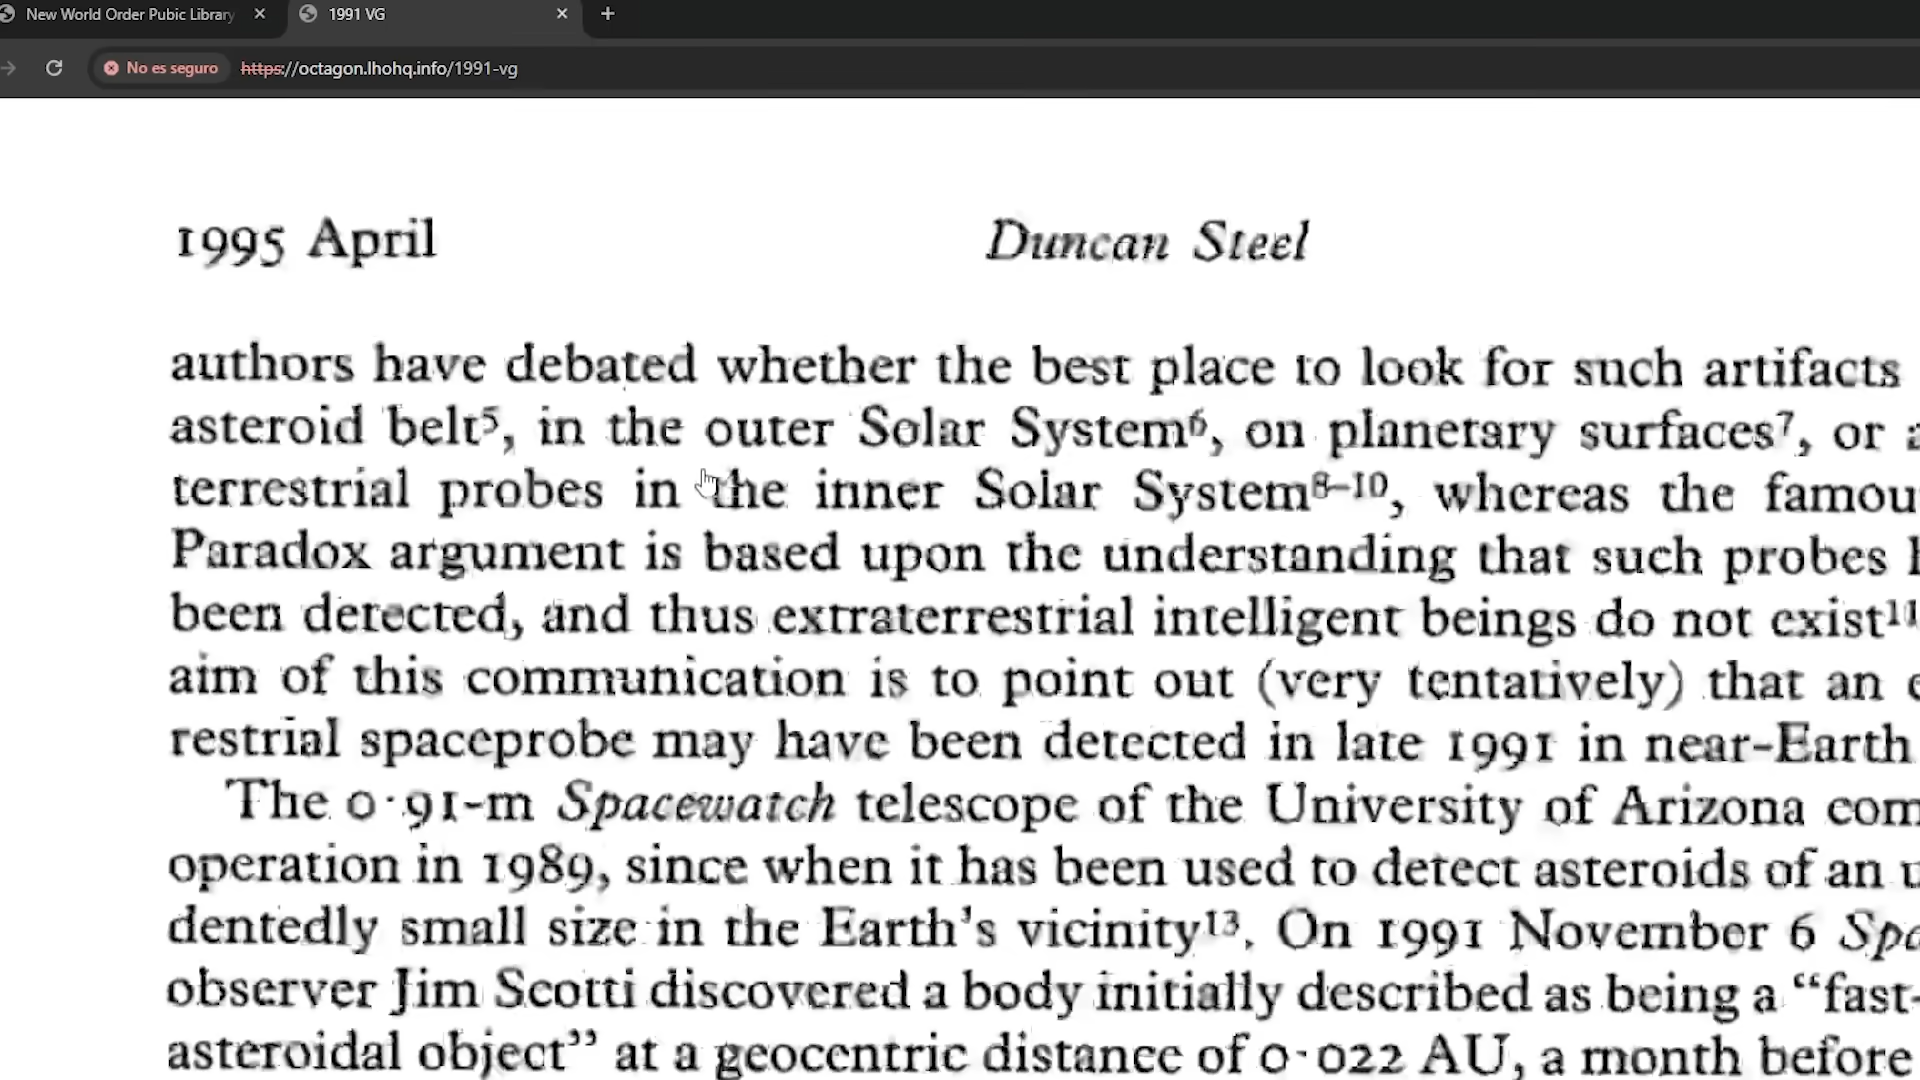 New World Order Pubic Library
1991 VG
No es seguro https://octagon.lhohq.info/1991-vg
1995 April Duncan Steel
authors have debated whether the best place to look for such artifacts
asteroid belt⁵, in the outer Solar System⁶, on planetary surfaces⁷, or
terrestrial probes in the inner Solar System⁸⁻¹⁰, whereas the famou
Paradox argument is based upon the understanding that such probes
been detected, and thus extraterrestrial intelligent beings do not exist¹¹
aim of this communication is to point out (very tentatively) that an
restrial spaceprobe may have been detected in late 1991 in near-Earth
The 0·91-m Spacewatch telescope of the University of Arizona com
operation in 1989, since when it has been used to detect asteroids of an
dentedly small size in the Earth's vicinity¹³. On 1991 November 6 Spa
observer Jim Scotti discovered a body initially described as being a “fast-
asteroidal object” at a geocentric distance of 0·022 AU, a month before